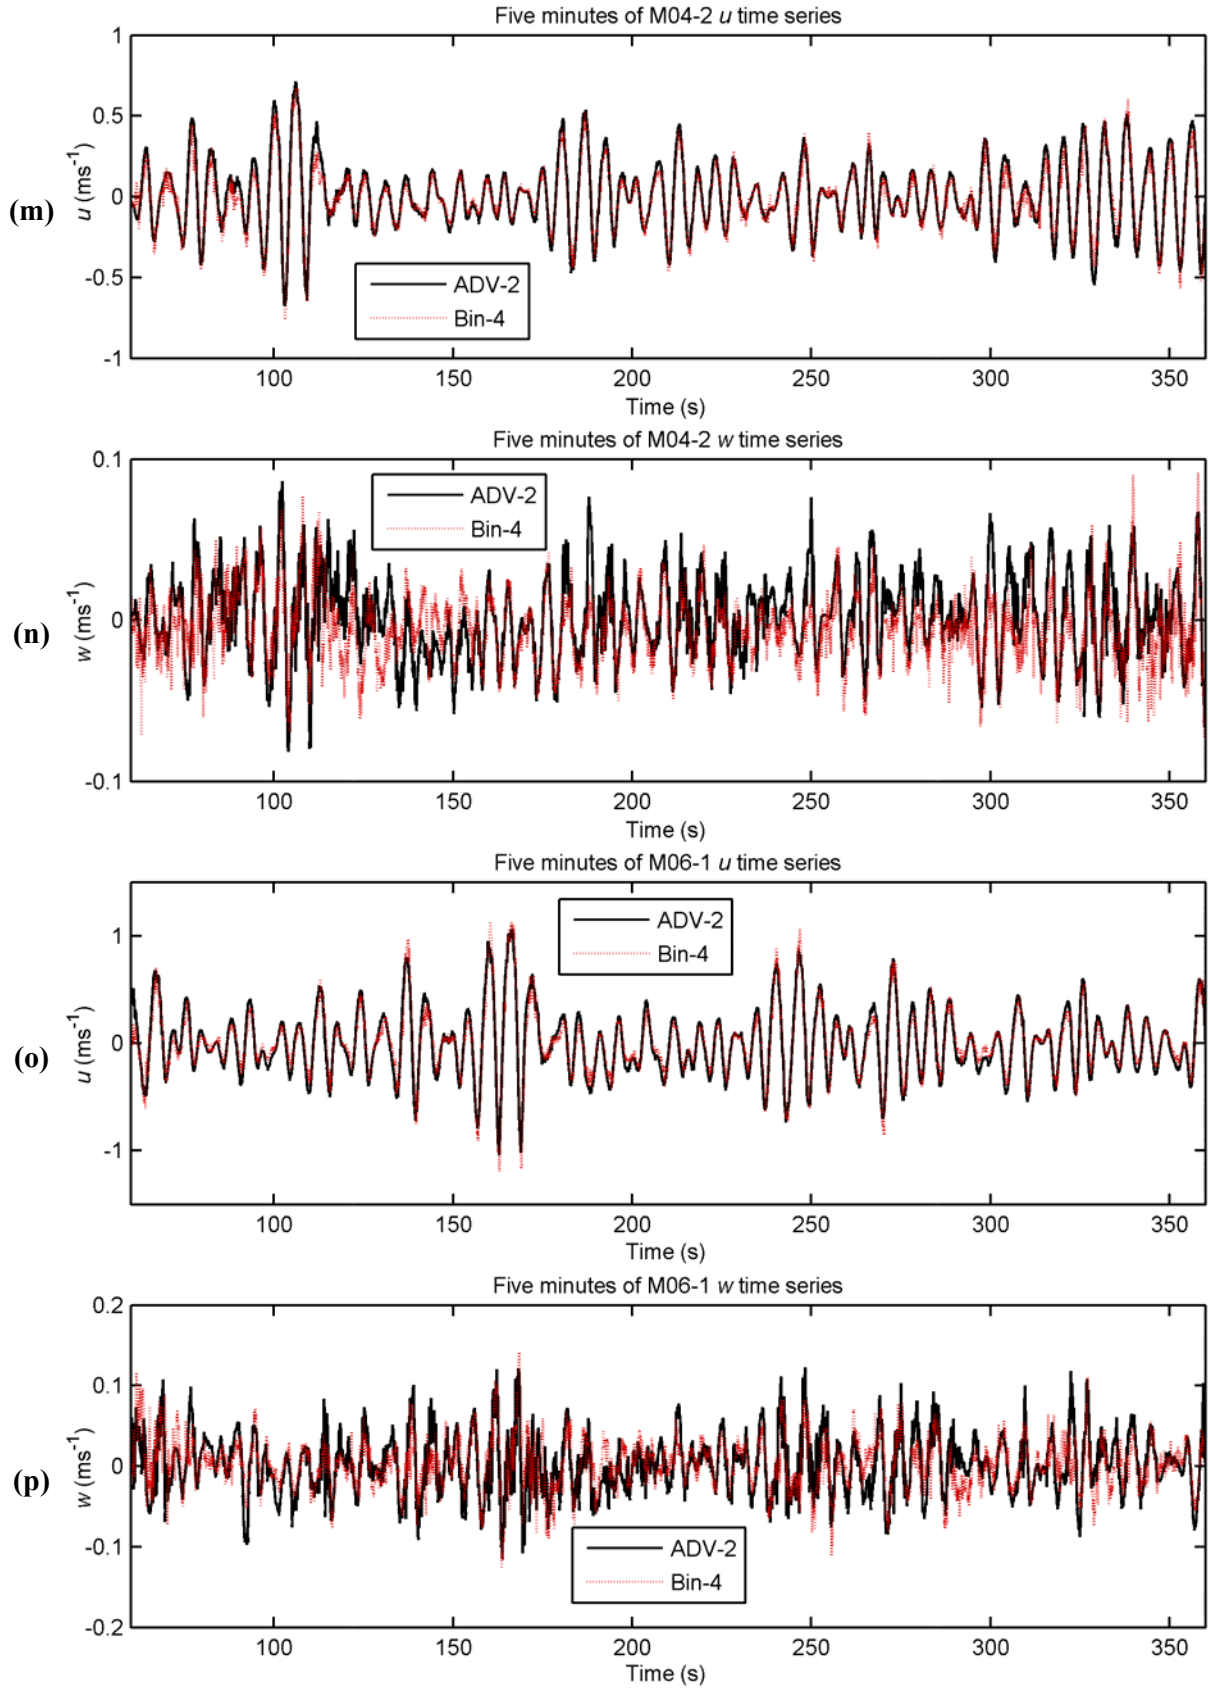 Five minutes of M04-2 u time series
1
0.5
0
-0.5
-1
(m)
u (ms⁻¹)
ADV-2
Bin-4
100 150 200 250 300 350
Time (s)
Five minutes of M04-2 w time series
0.1
0
-0.1
(n)
w (ms⁻¹)
ADV-2
Bin-4
100 150 200 250 300 350
Time (s)
Five minutes of M06-1 u time series
1
0
-1
(o)
u (ms⁻¹)
ADV-2
Bin-4
100 150 200 250 300 350
Time (s)
Five minutes of M06-1 w time series
0.2
0.1
0
-0.1
-0.2
(p)
w (ms⁻¹)
ADV-2
Bin-4
100 150 200 250 300 350
Time (s)